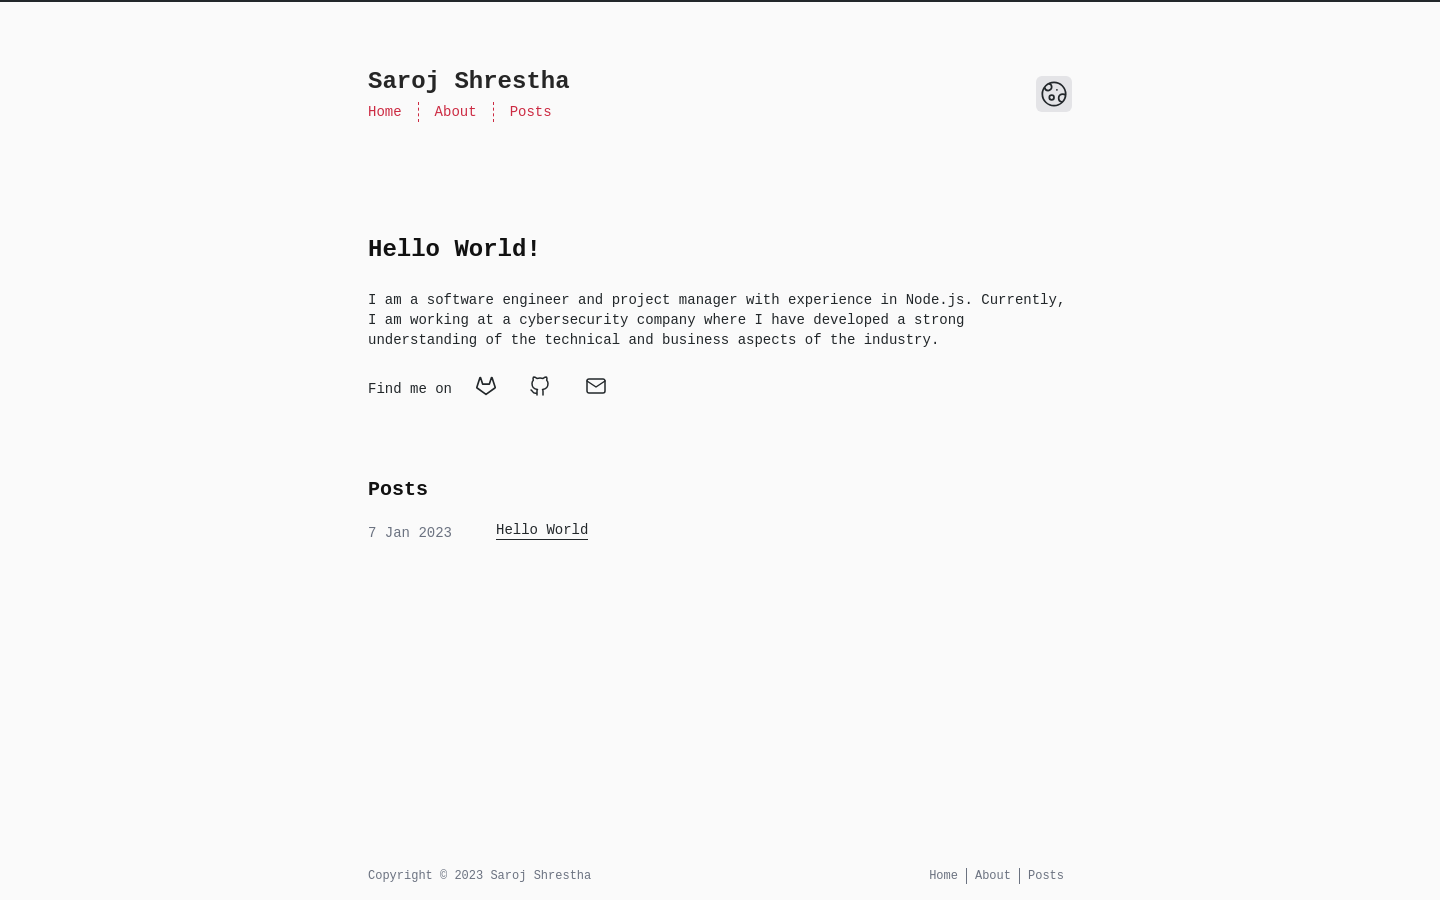 Saroj Shrestha
Home About Posts
Hello World!
I am a software engineer and project manager with experience in Node.js. Currently,
I am working at a cybersecurity company where I have developed a strong
understanding of the technical and business aspects of the industry.
Find me on
Posts
7 Jan 2023 Hello World
Copyright © 2023 Saroj Shrestha Home About Posts